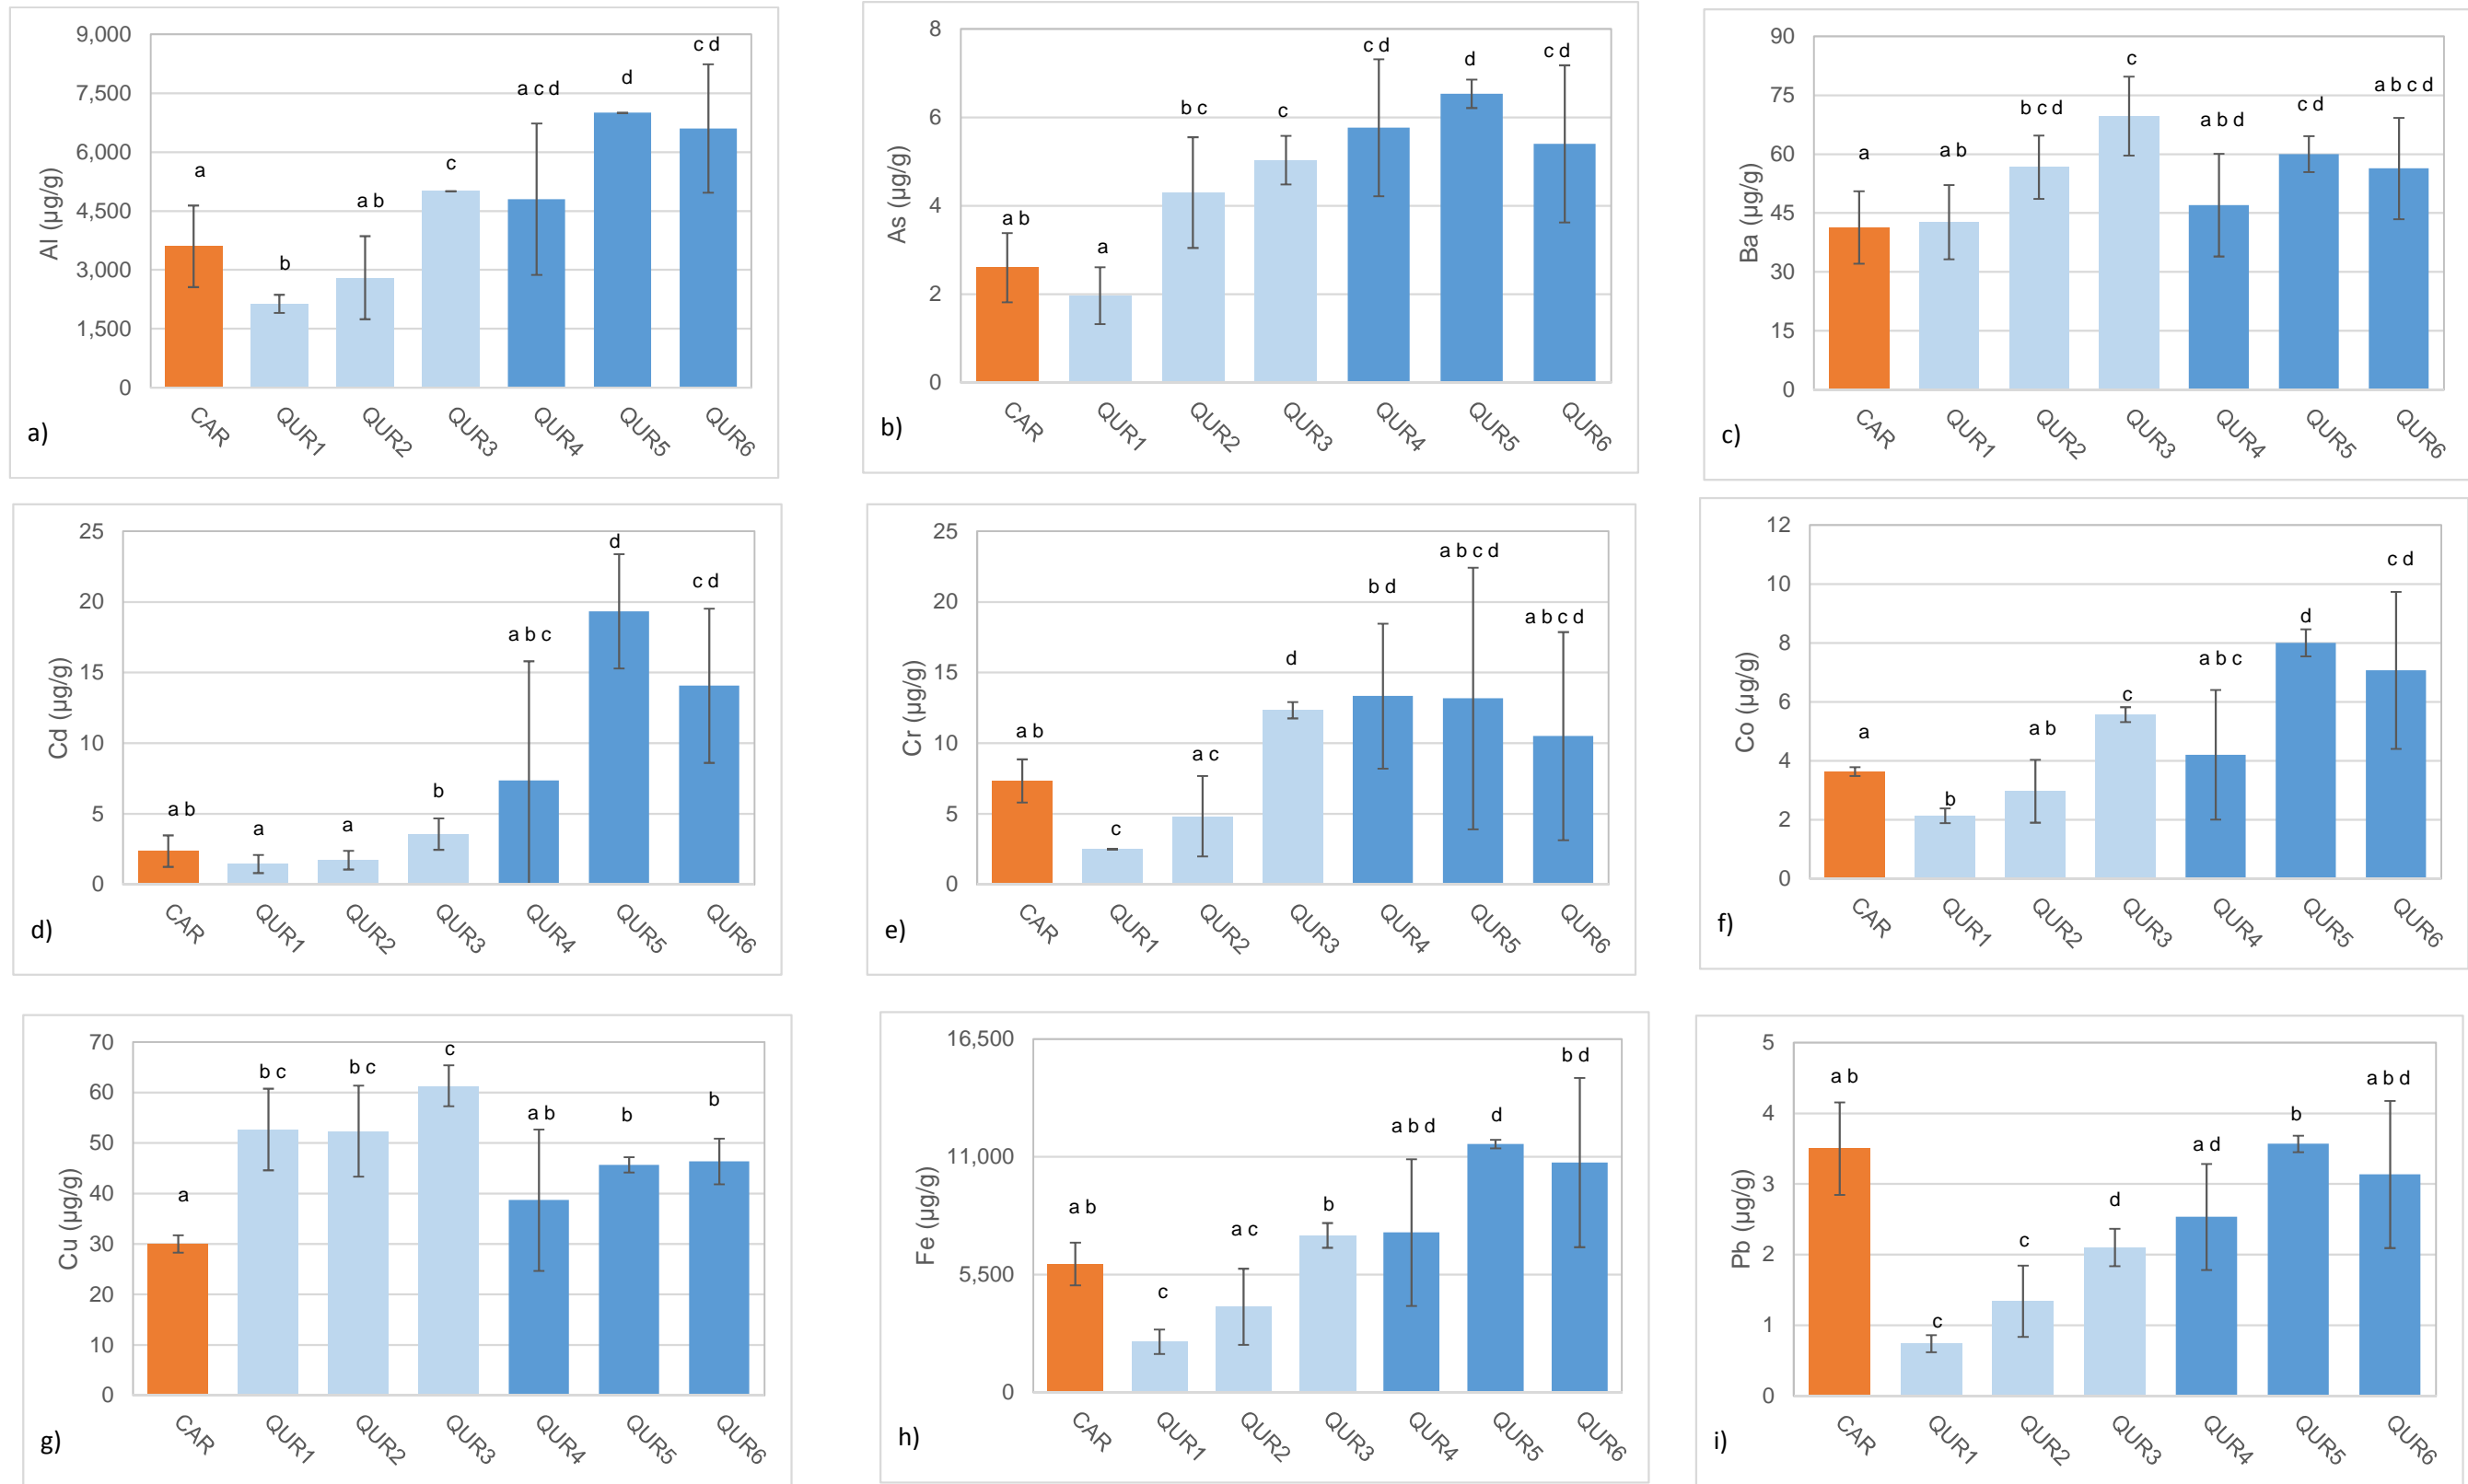 9,000
7,500
6,000
4,500
3,000
1,500
0
Al (µg/g)
a
b
a b
c
a c d
d
c d
CAR
QUR1
QUR2
QUR3
QUR4
QUR5
QUR6
a)
8
6
4
2
0
As (µg/g)
a b
a
b c
c
c d
d
c d
CAR
QUR1
QUR2
QUR3
QUR4
QUR5
QUR6
b)
90
75
60
45
30
15
0
Ba (µg/g)
a
a b
b c d
c
a b d
c d
a b c d
CAR
QUR1
QUR2
QUR3
QUR4
QUR5
QUR6
c)
25
20
15
10
5
0
Cd (µg/g)
a b
a
a
b
a b c
d
c d
CAR
QUR1
QUR2
QUR3
QUR4
QUR5
QUR6
d)
25
20
15
10
5
0
Cr (µg/g)
a b
c
a c
d
b d
a b c d
a b c d
CAR
QUR1
QUR2
QUR3
QUR4
QUR5
QUR6
e)
12
10
8
6
4
2
0
Co (µg/g)
a
b
a b
c
a b c
d
c d
CAR
QUR1
QUR2
QUR3
QUR4
QUR5
QUR6
f)
70
60
50
40
30
20
10
0
Cu (µg/g)
a
b c
b c
c
a b
b
b
CAR
QUR1
QUR2
QUR3
QUR4
QUR5
QUR6
g)
16,500
11,000
5,500
0
Fe (µg/g)
a b
c
a c
b
a b d
d
b d
CAR
QUR1
QUR2
QUR3
QUR4
QUR5
QUR6
h)
5
4
3
2
1
0
Pb (µg/g)
a b
c
c
d
a d
b
a b d
CAR
QUR1
QUR2
QUR3
QUR4
QUR5
QUR6
i)